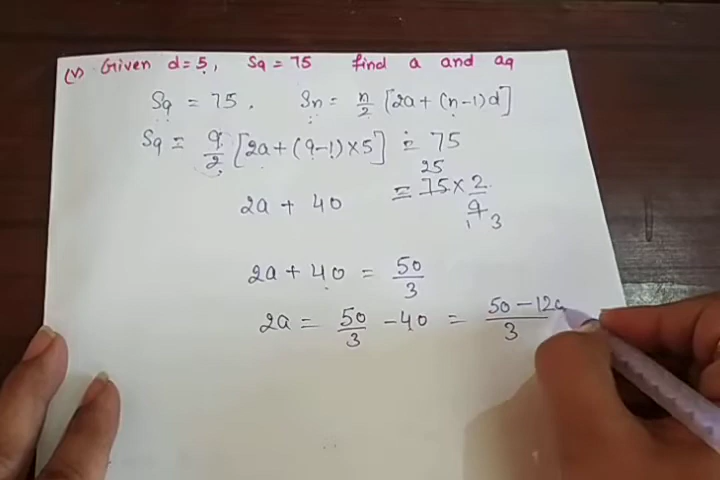 (v) Given d=5, S9 = 75 find a and a9
S9 = 75. Sn = n/2 [2a + (n-1)d]
S9 = 9/2 [2a + (9-1)×5] = 75
2a + 40 = 75 × 2/9
25
1 3
2a + 40 = 50/3
2a = 50/3 - 40 = 50-120/3